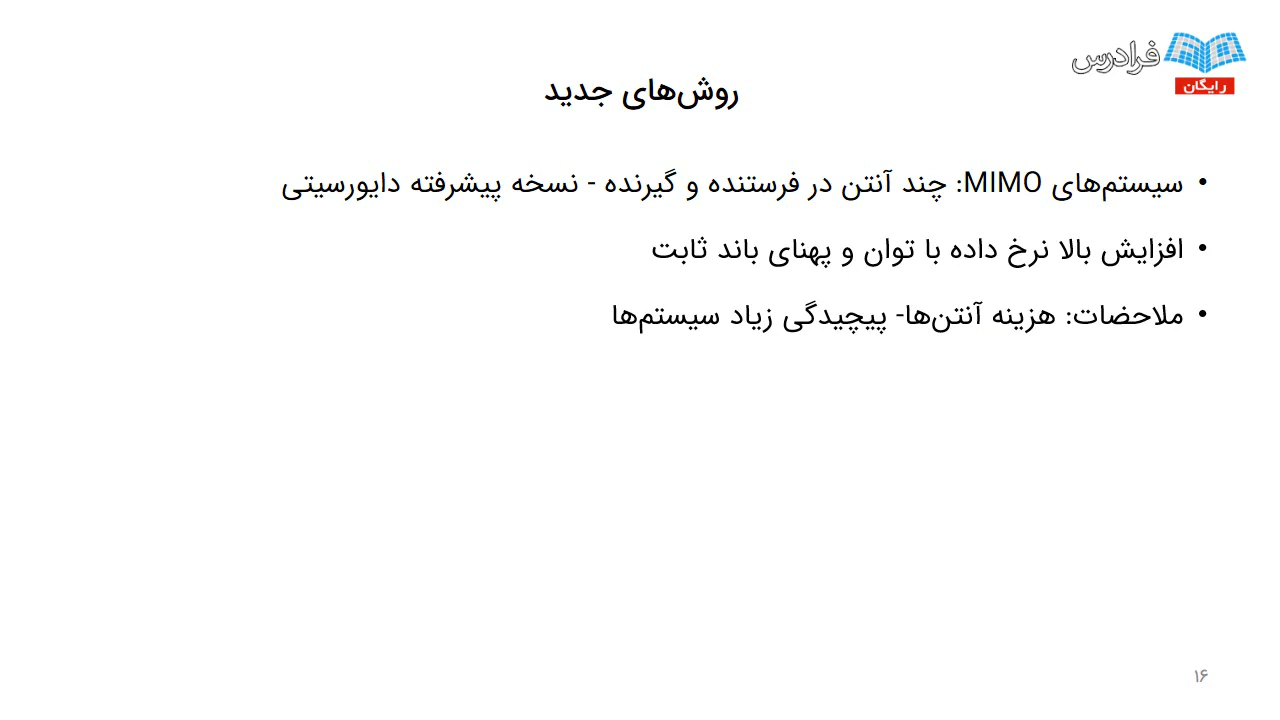 فرادرس
رایگان
روش‌های جدید
• سیستم‌های MIMO: چند آنتن در فرستنده و گیرنده - نسخه پیشرفته دایورسیتی
• افزایش بالا نرخ داده با توان و پهنای باند ثابت
• ملاحضات: هزینه آنتن‌ها- پیچیدگی زیاد سیستم‌ها
۱۶